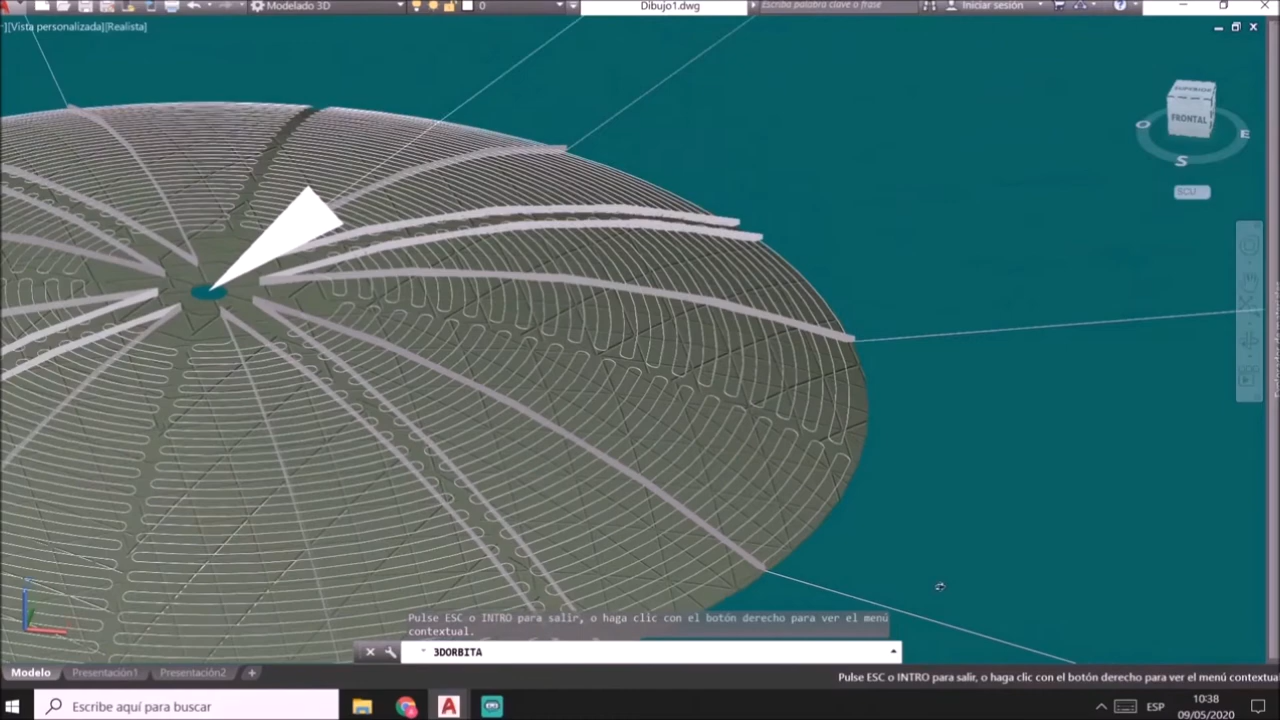 Modelado 3D
0
Dibujo1.dwg
Escriba palabra clave o frase
Iniciar sesión
][Vista personalizada][Realista]
SUPERIOR
FRONTAL
O
E
S
SCU
Pulse ESC o INTRO para salir, o haga clic con el botón derecho para ver el menú
contextual.
3DORBITA
Modelo
Presentación1
Presentación2
+
Pulse ESC o INTRO para salir, o haga clic con el botón derecho para ver el menú contextua
Escribe aquí para buscar
A
ESP
10:38
09/05/2020